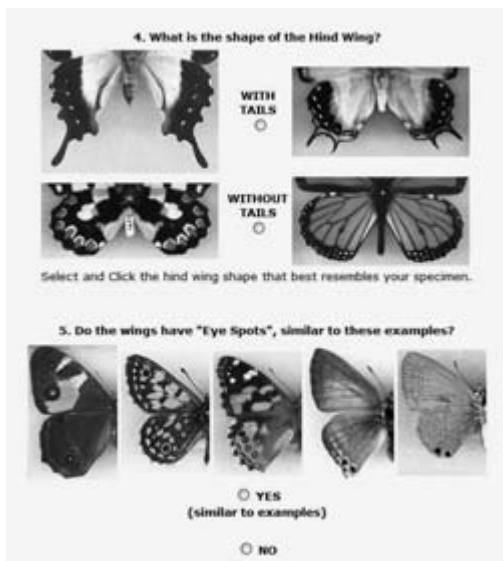 4. What is the shape of the Hind Wing?
WITH
TAILS
WITHOUT
TAILS
Select and Click the hind wing shape that best resembles your specimen.
5. Do the wings have "Eye Spots", similar to these examples?
YES
(similar to examples)
NO